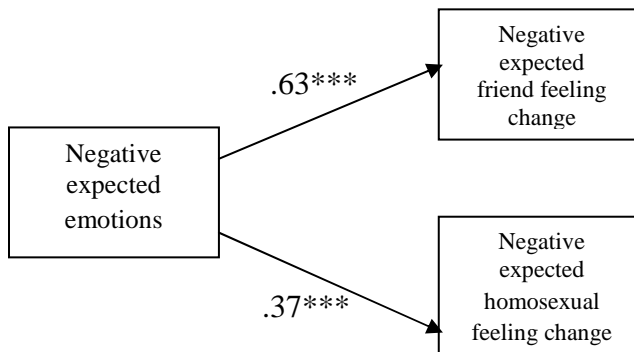 Negative
expected
friend feeling
change
.63***
Negative
expected
emotions
.37***
Negative
expected
homosexual
feeling change